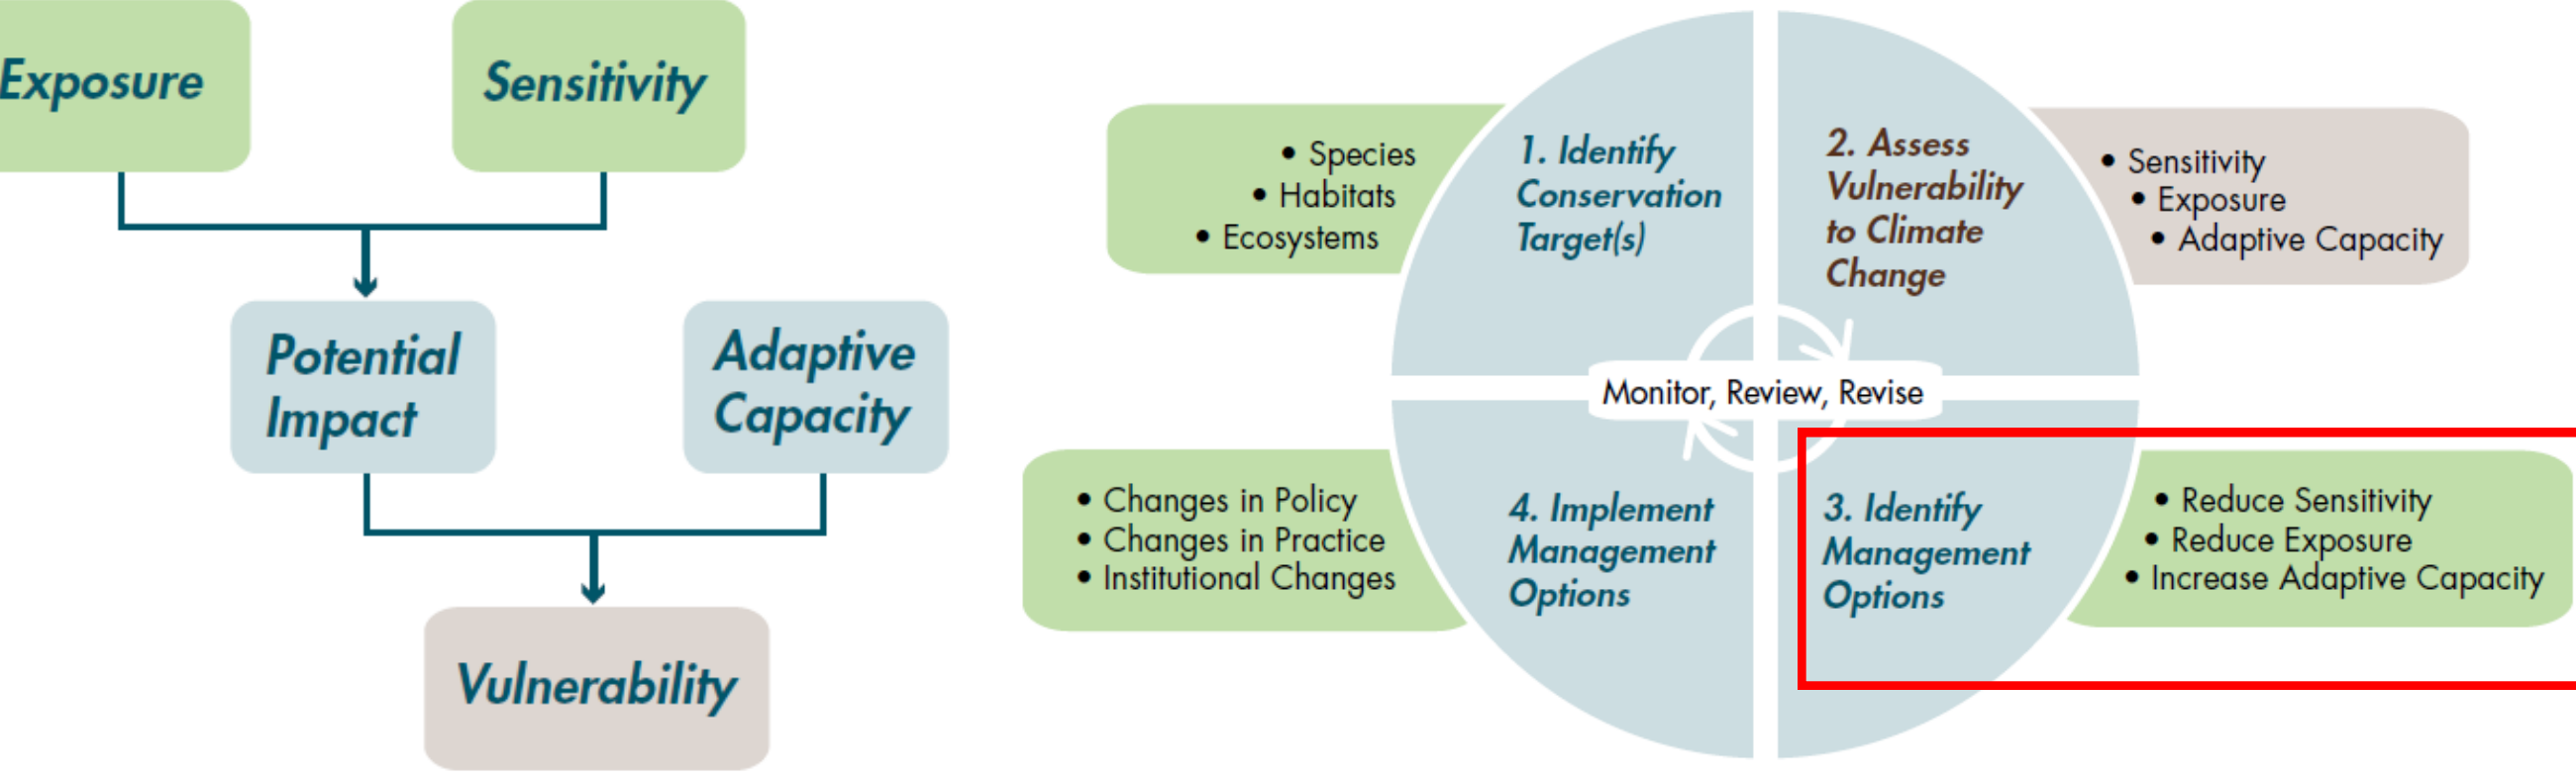 Exposure
Sensitivity
Potential
Impact
Adaptive
Capacity
Vulnerability
• Species
• Habitats
• Ecosystems
1. Identify
Conservation
Target(s)
2. Assess
Vulnerability
to Climate
Change
• Sensitivity
• Exposure
• Adaptive Capacity
Monitor, Review, Revise
• Changes in Policy
• Changes in Practice
• Institutional Changes
4. Implement
Management
Options
3. Identify
Management
Options
• Reduce Sensitivity
• Reduce Exposure
• Increase Adaptive Capacity